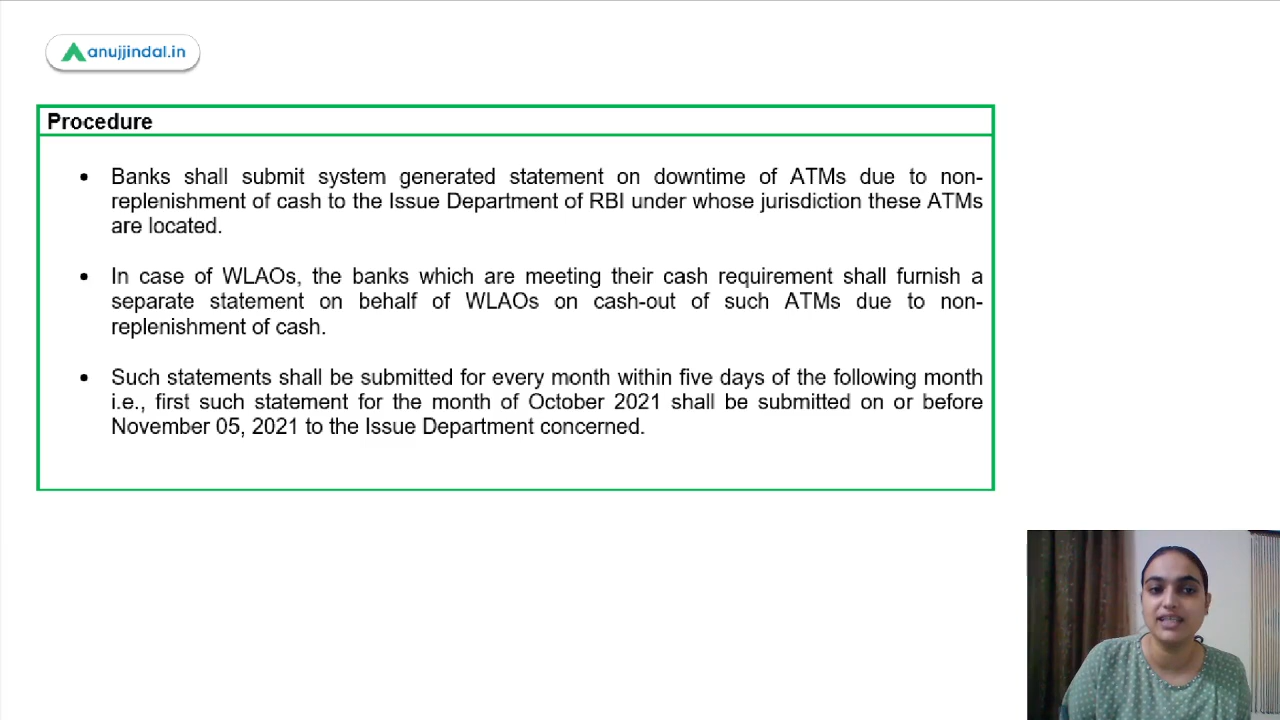 anujjindal.in
Procedure
• Banks shall submit system generated statement on downtime of ATMs due to non-
replenishment of cash to the Issue Department of RBI under whose jurisdiction these ATMs
are located.
• In case of WLAOs, the banks which are meeting their cash requirement shall furnish a
separate statement on behalf of WLAOs on cash-out of such ATMs due to non-
replenishment of cash.
• Such statements shall be submitted for every month within five days of the following month
i.e., first such statement for the month of October 2021 shall be submitted on or before
November 05, 2021 to the Issue Department concerned.